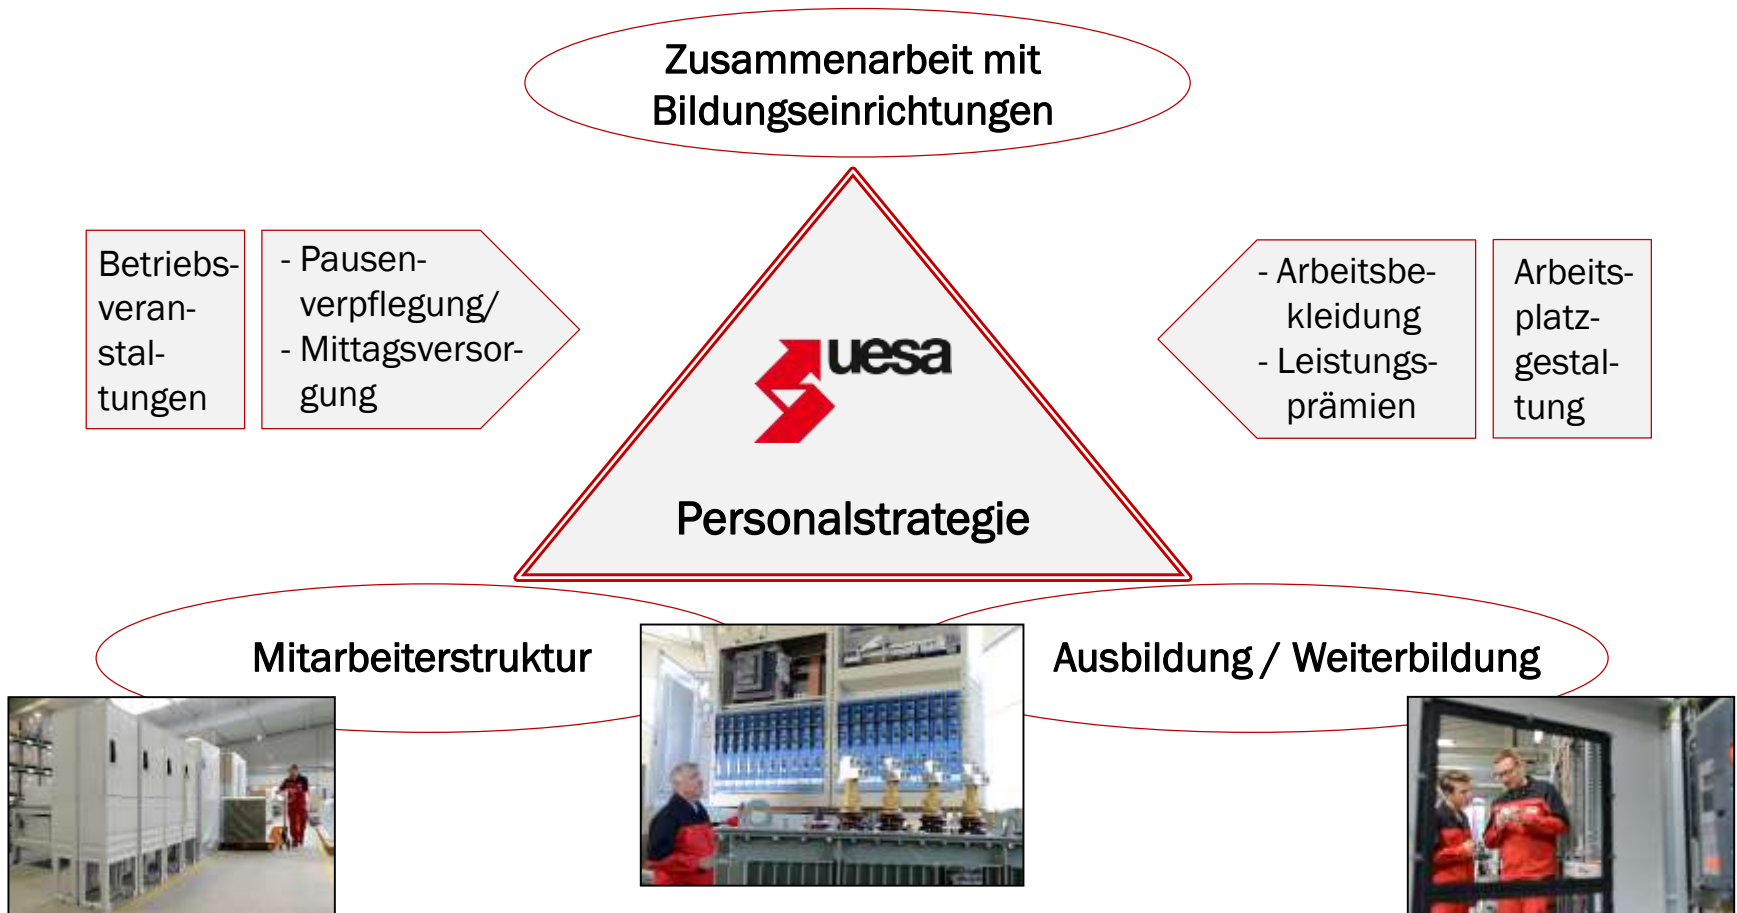 Zusammenarbeit mit
Bildungseinrichtungen
Betriebs-
veran-
stal-
tungen
- Pausen-
verpflegung/
- Mittagsversor-
gung
uesa
Personalstrategie
- Arbeitsbe-
kleidung
- Leistungs-
prämien
Arbeits-
platz-
gestal-
tung
Mitarbeiterstruktur
Ausbildung / Weiterbildung